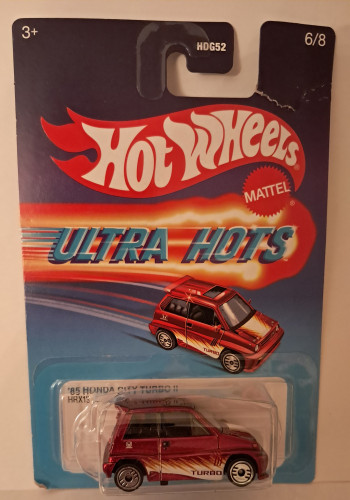 3+
HDG52
6/8
Hot Wheels
MATTEL
ULTRA HOTS
TURBO
'85 HONDA CITY TURBO II
TURBO